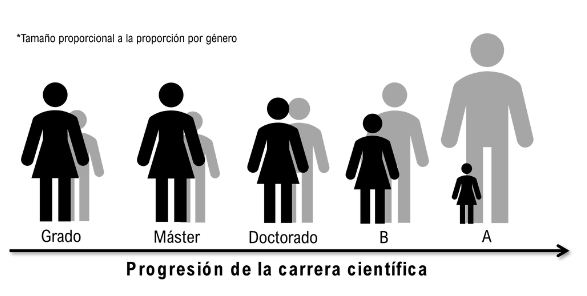 *Tamaño proporcional a la proporción por género
Grado Máster Doctorado B A
Progresión de la carrera científica